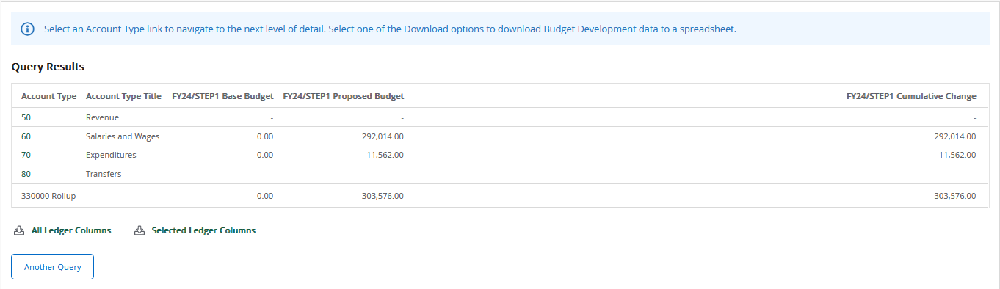 Select an Account Type link to navigate to the next level of detail. Select one of the Download options to download Budget Development data to a spreadsheet.
Query Results
Account Type Account Type Title FY24/STEP1 Base Budget FY24/STEP1 Proposed Budget FY24/STEP1 Cumulative Change
50 Revenue - - -
60 Salaries and Wages 0.00 292,014.00 292,014.00
70 Expenditures 0.00 11,562.00 11,562.00
80 Transfers - - -
330000 Rollup 0.00 303,576.00 303,576.00
All Ledger Columns Selected Ledger Columns
Another Query